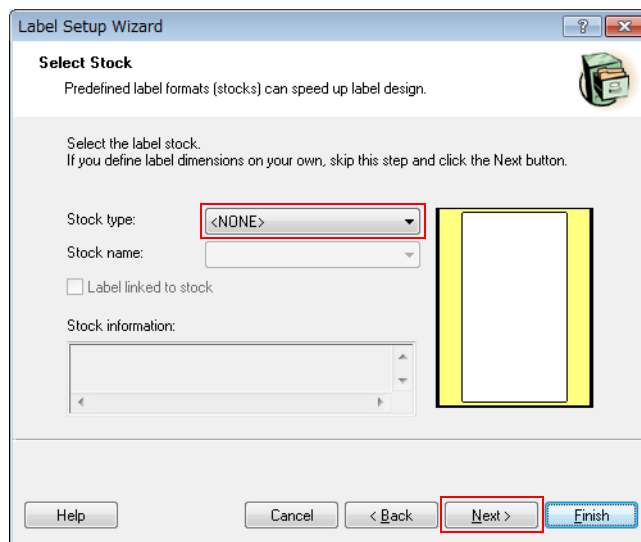 Label Setup Wizard
?
Select Stock
Predefined label formats (stocks) can speed up label design.
Select the label stock.
If you define label dimensions on your own, skip this step and click the Next button.
Stock type: <NONE>
Stock name:
Label linked to stock
Stock information:
Help Cancel < Back Next > Finish